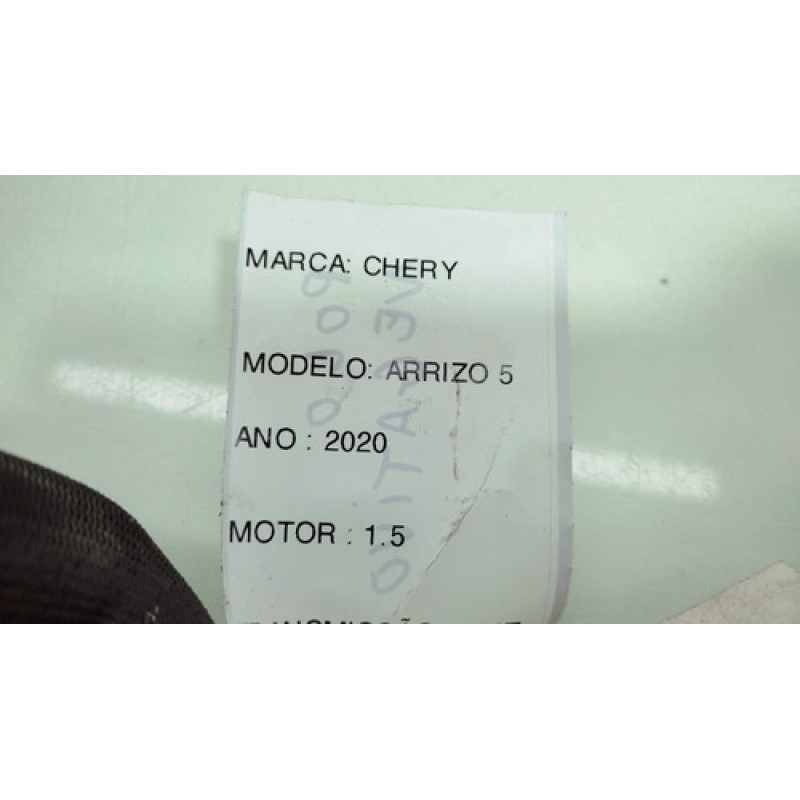 MARCA: CHERY
MODELO: ARRIZO 5
ANO : 2020
MOTOR : 1.5